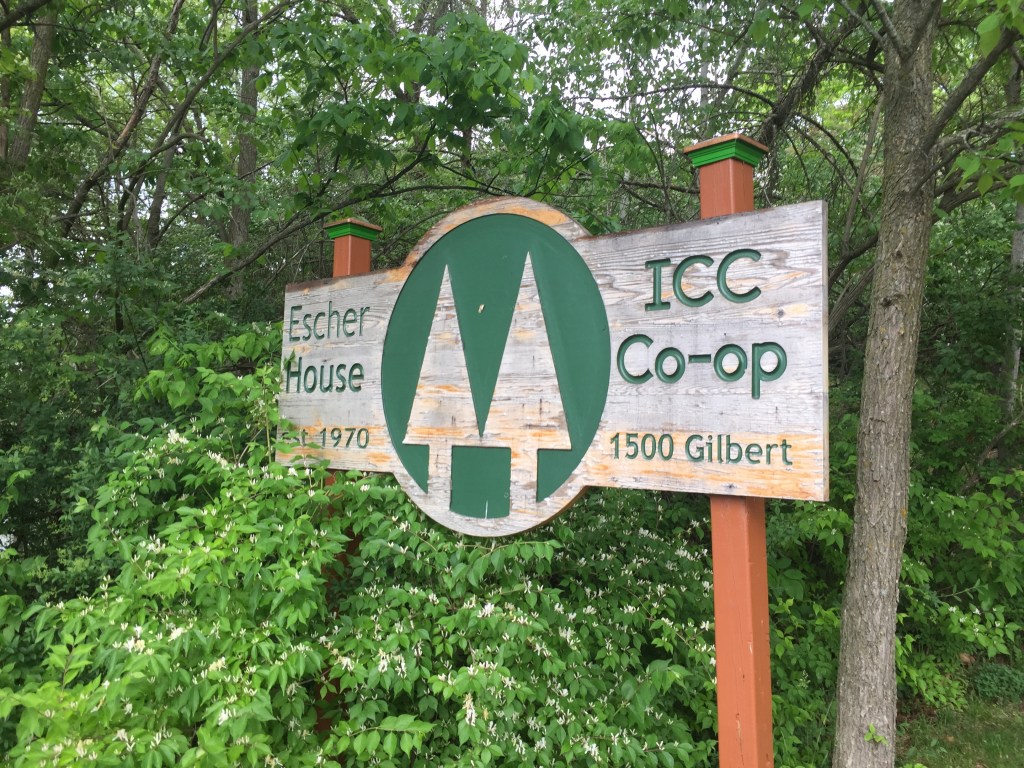 Escher
House
est 1970
ICC
Co-op
1500 Gilbert